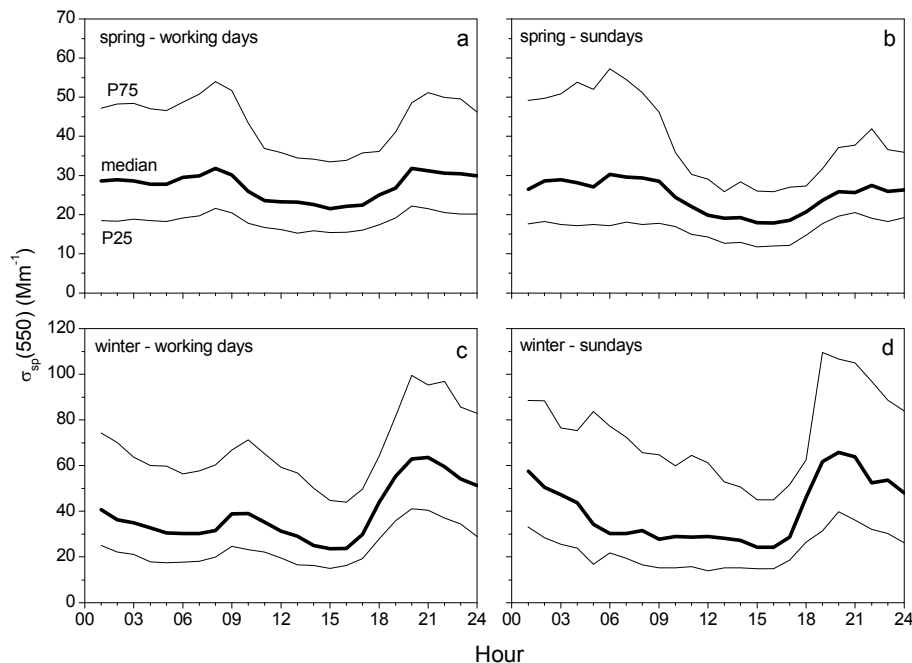 70
60
50
40
30
20
10
0
spring - working days
a
P75
median
P25
spring - sundays
b
σsp(550) (Mm-1)
120
100
80
60
40
20
0
winter - working days
c
winter - sundays
d
00 03 06 09 12 15 18 21 00 03 06 09 12 15 18 21 24
Hour